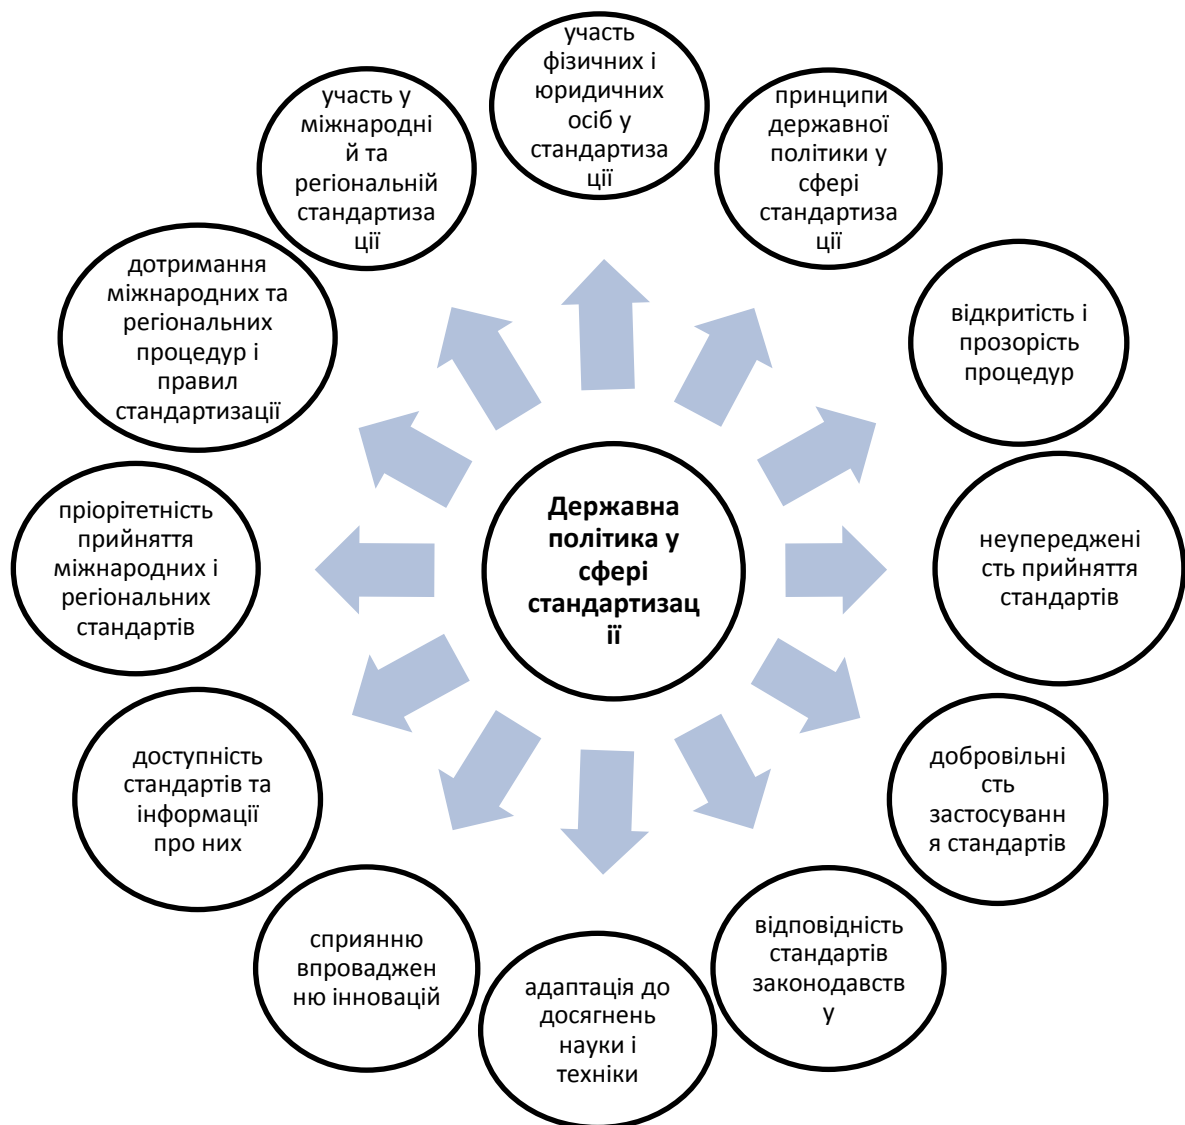 участь
фізичних і
юридичних
осіб у
стандартиза
ції
принципи
державної
політики у
сфері
стандартиза
ції
відкритість і
прозорість
процедур
неупереджені
сть прийняття
стандартів
добровільні
сть
застосуванн
я стандартів
відповідність
стандартів
законодавств
у
адаптація до
досягнень
науки і
техніки
сприянню
впроваджен
ню інновацій
доступність
стандартів та
інформації
про них
пріорітетність
прийняття
міжнародних і
регіональних
стандартів
дотримання
міжнародних та
регіональних
процедур і
правил
стандартизації
участь у
міжнародні
й та
регіональній
стандартиза
ції
Державна
політика у
сфері
стандартизац
ії